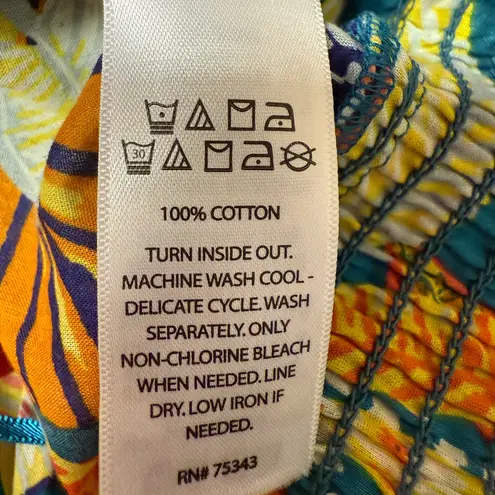 30
100% COTTON
TURN INSIDE OUT.
MACHINE WASH COOL -
DELICATE CYCLE. WASH
SEPARATELY. ONLY
NON-CHLORINE BLEACH
WHEN NEEDED. LINE
DRY. LOW IRON IF
NEEDED.
RN# 75343